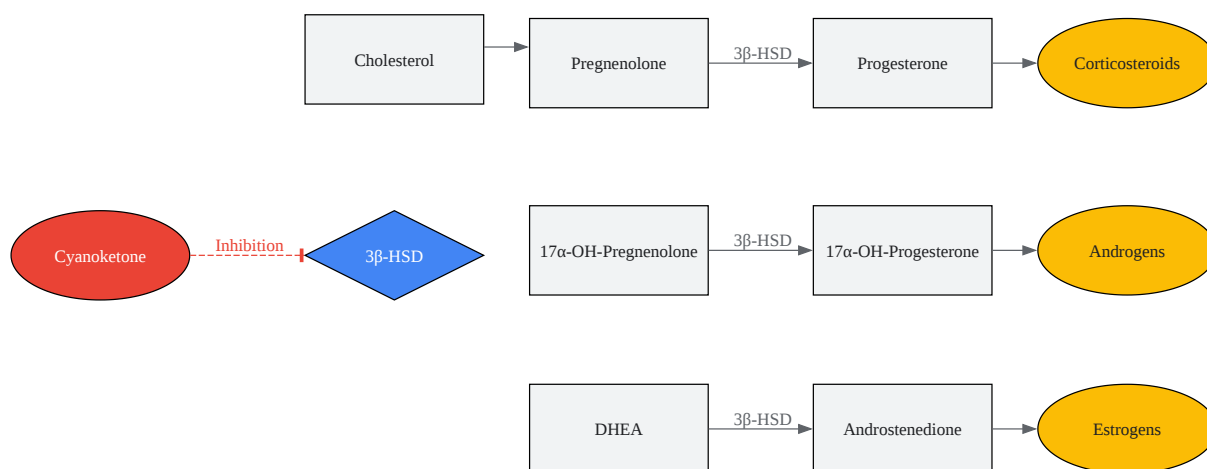 Cholesterol
Pregnenolone
3β-HSD
Progesterone
Corticosteroids
Cyanoketone
Inhibition
3β-HSD
17α-OH-Pregnenolone
3β-HSD
17α-OH-Progesterone
Androgens
DHEA
3β-HSD
Androstenedione
Estrogens